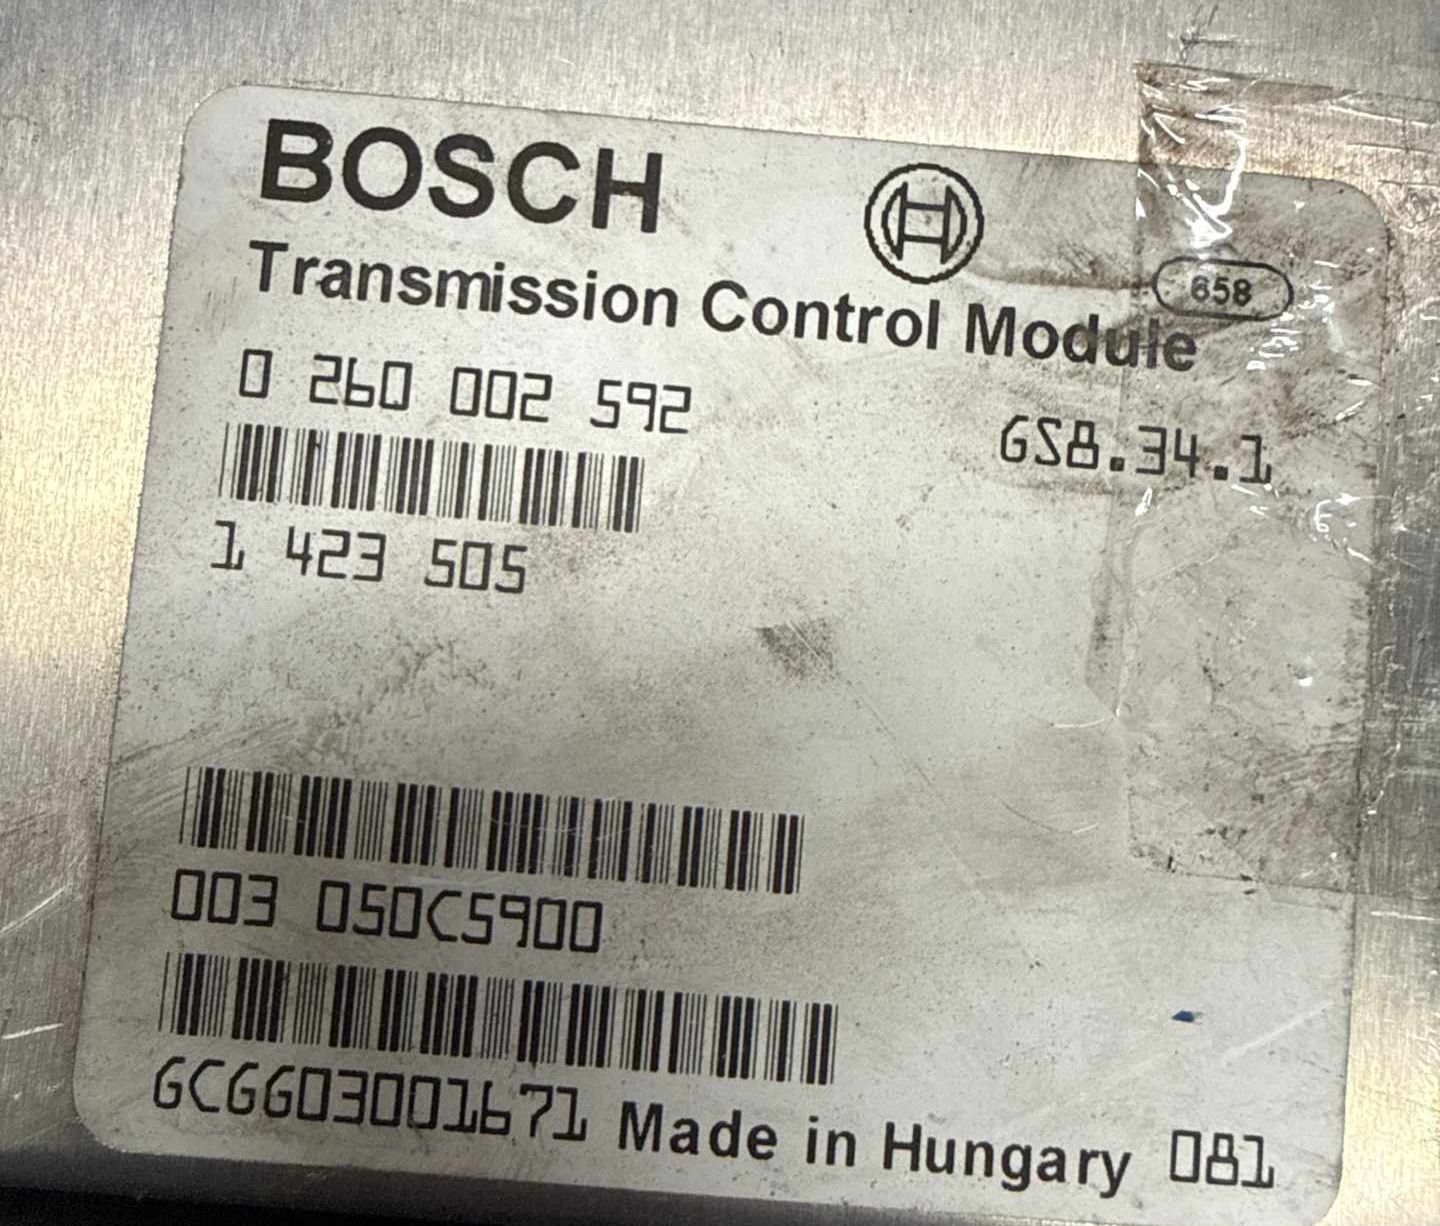 BOSCH
658
Transmission Control Module
0 260 002 592
GS8.34.1
1 423 505
003 050C5900
GCGG03001671 Made in Hungary 081